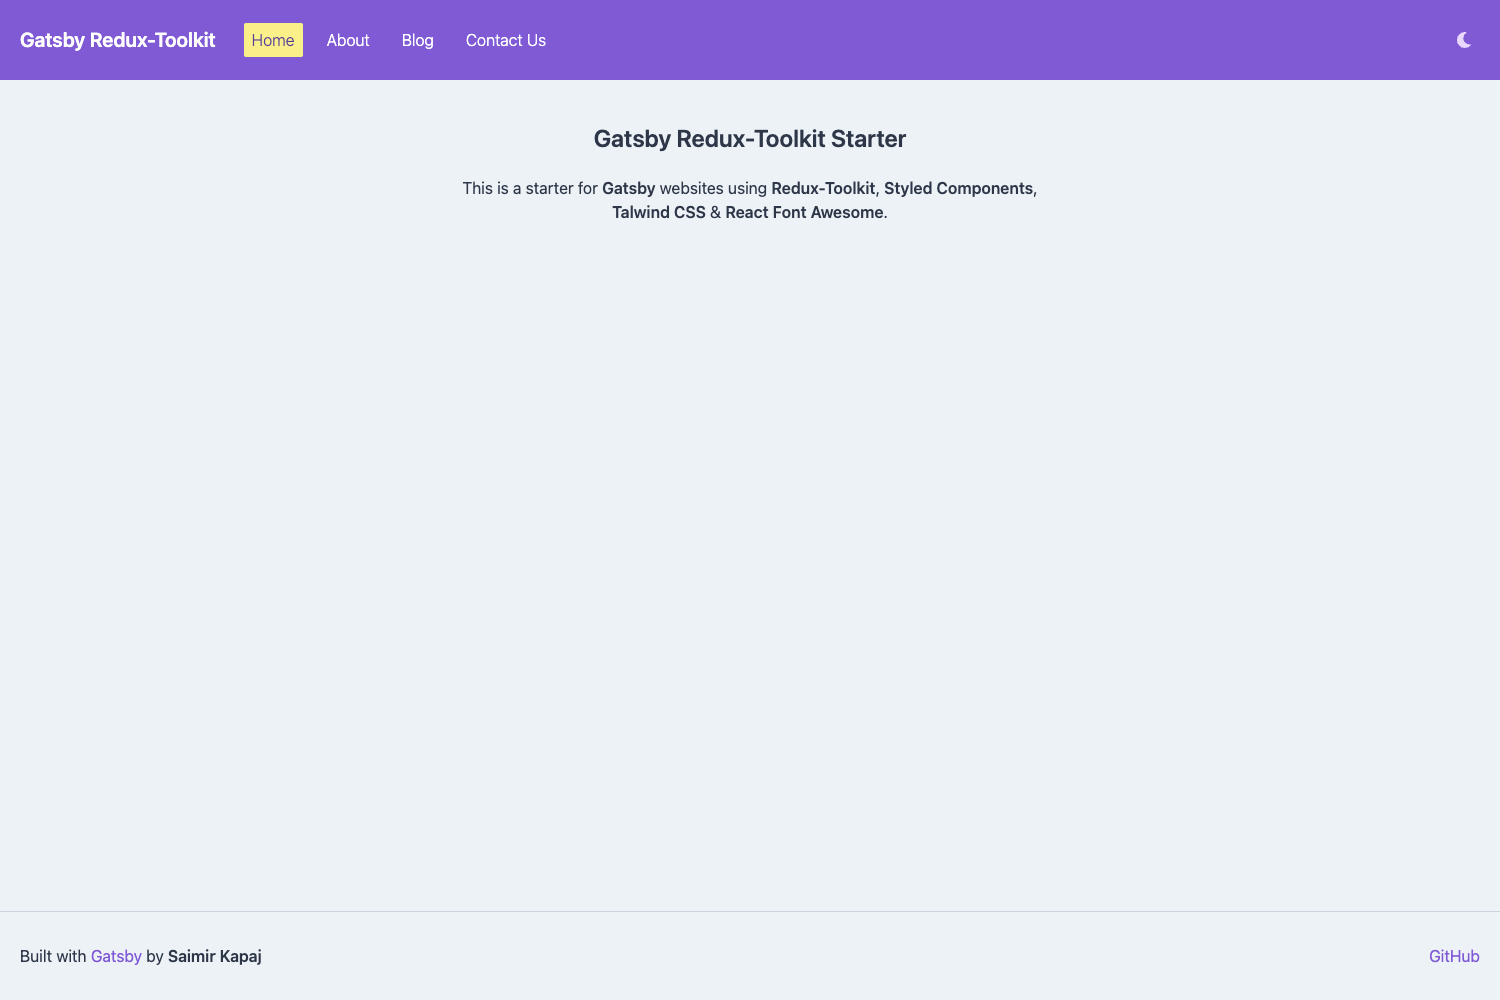 Gatsby Redux-Toolkit Home About Blog Contact Us
Gatsby Redux-Toolkit Starter
This is a starter for Gatsby websites using Redux-Toolkit, Styled Components,
Talwind CSS & React Font Awesome.
Built with Gatsby by Saimir Kapaj
GitHub